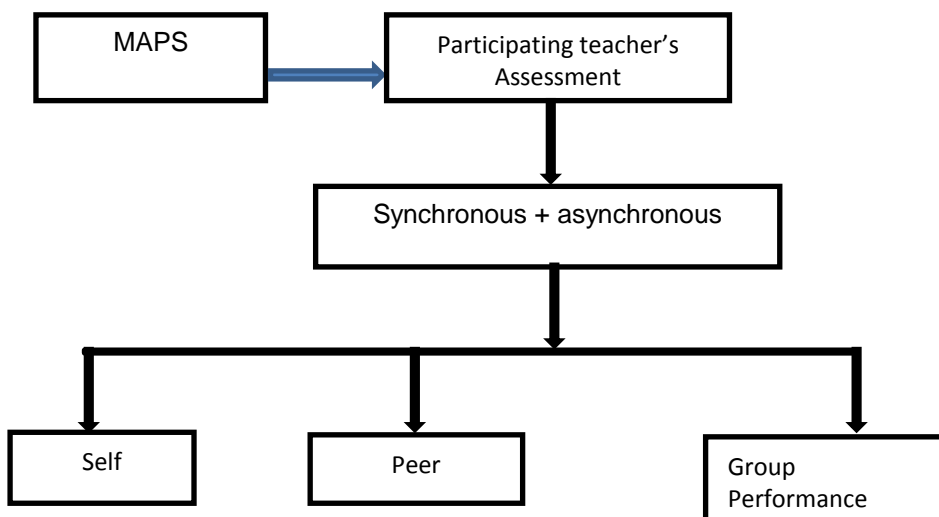 MAPS
Participating teacher’s
Assessment
Synchronous + asynchronous
Self
Peer
Group
Performance